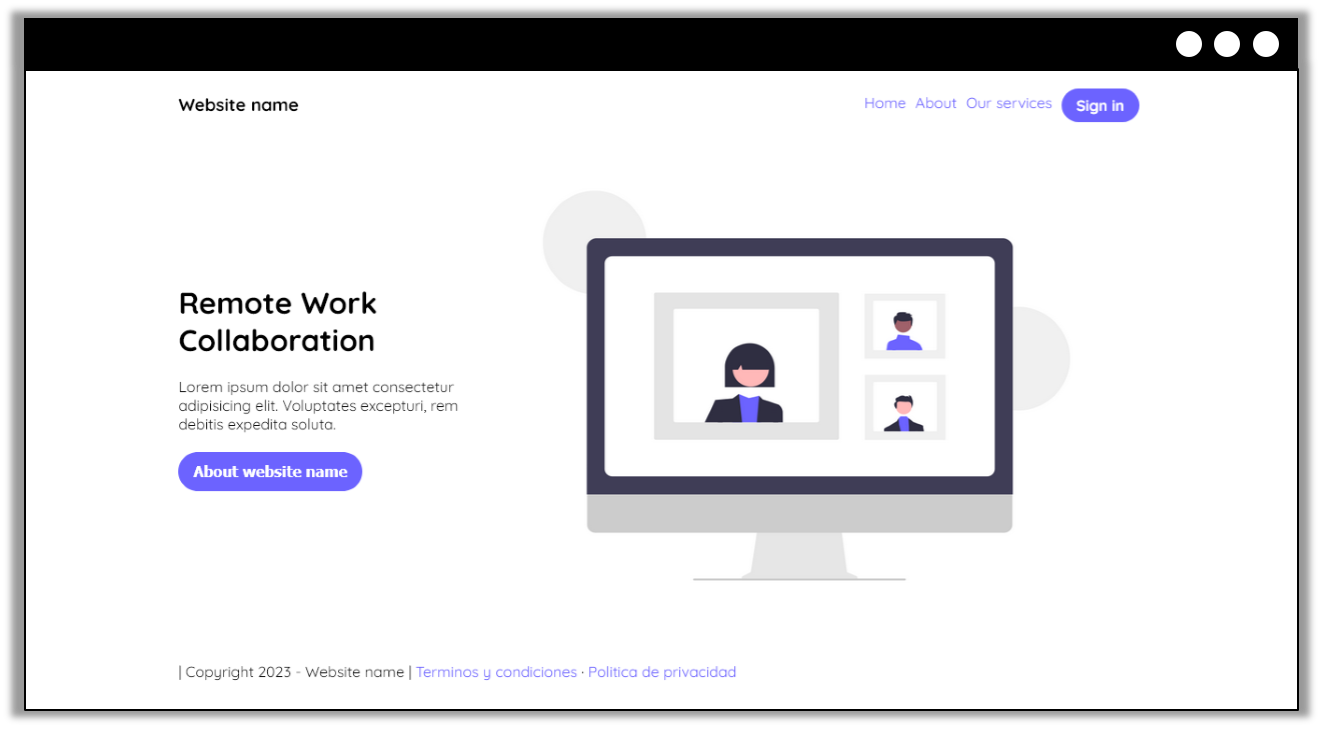 Website name
Home About Our services Sign in
Remote Work
Collaboration
Lorem ipsum dolor sit amet consectetur
adipisicing elit. Voluptates excepturi, rem
debitis expedita soluta.
About website name
| Copyright 2023 - Website name | Terminos y condiciones · Politica de privacidad